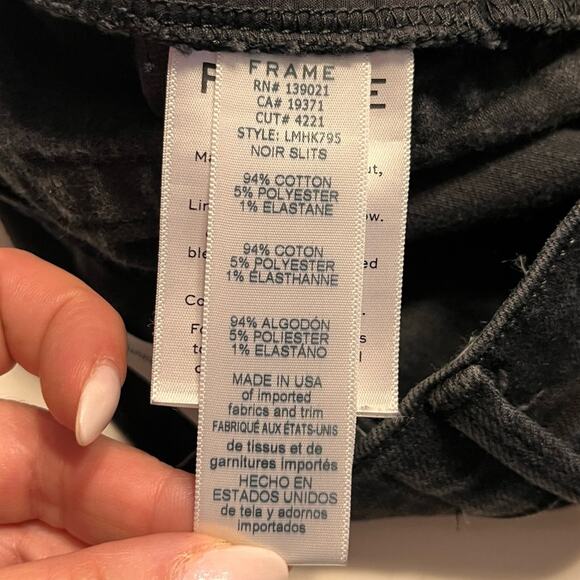 FRAME
RN# 139021
CA# 19371
CUT# 4221
STYLE: LMHK795
NOIR SLITS
94% COTTON
5% POLYESTER
1% ELASTANE
94% COTON
5% POLYESTER
1% ÉLASTHANNE
94% ALGODÓN
5% POLIESTER
1% ELASTANO
MADE IN USA
of imported
fabrics and trim
FABRIQUÉ AUX ÉTATS-UNIS
de tissus et de
garnitures importés
HECHO EN
ESTADOS UNIDOS
de tela y adornos
importados